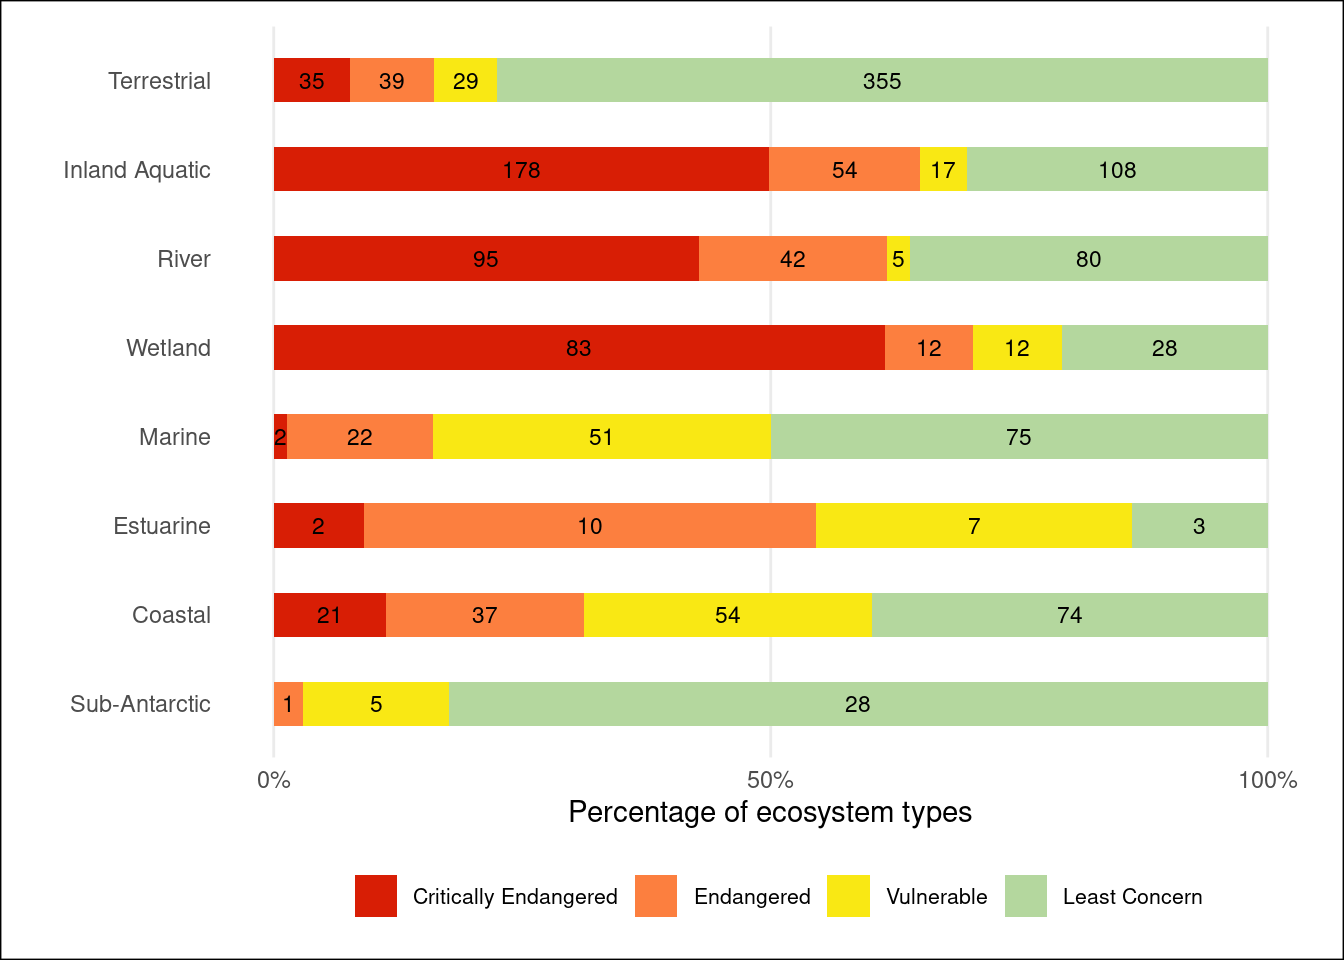 Terrestrial 35 39 29 355
Inland Aquatic 178 54 17 108
River 95 42 5 80
Wetland 83 12 12 28
Marine 2 22 51 75
Estuarine 2 10 7 3
Coastal 21 37 54 74
Sub-Antarctic 1 5 28
0% 50% 100%
Percentage of ecosystem types
Critically Endangered Endangered Vulnerable Least Concern